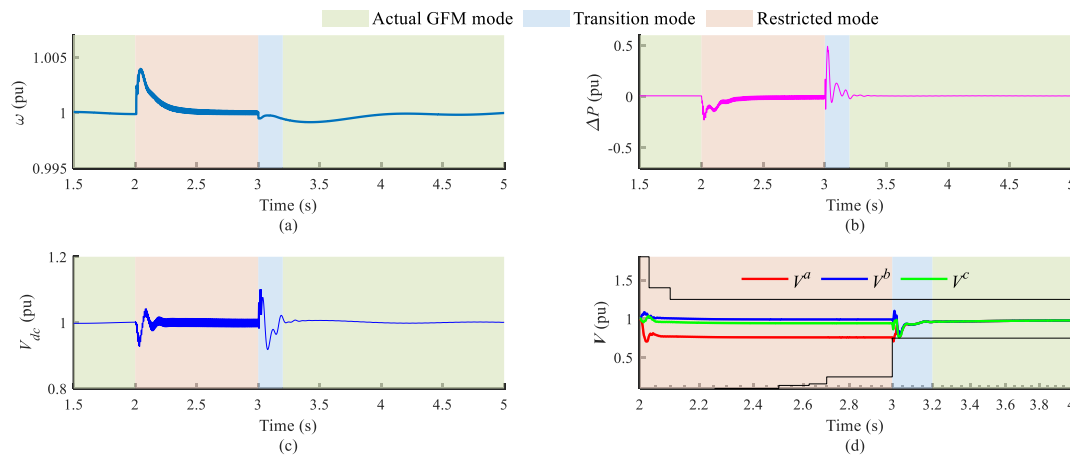 Actual GFM mode Transition mode Restricted mode
1.005
1
0.995
ω (pu)
1.5 2 2.5 3 3.5 4 4.5 5
Time (s)
(a)
0.5
0
-0.5
ΔP (pu)
1.5 2 2.5 3 3.5 4 4.5 5
Time (s)
(b)
1.2
1
0.8
V_dc (pu)
1.5 2 2.5 3 3.5 4 4.5 5
Time (s)
(c)
V^a V^b V^c
1.5
1
0.5
V (pu)
2 2.2 2.4 2.6 2.8 3 3.2 3.4 3.6 3.8 4
Time (s)
(d)